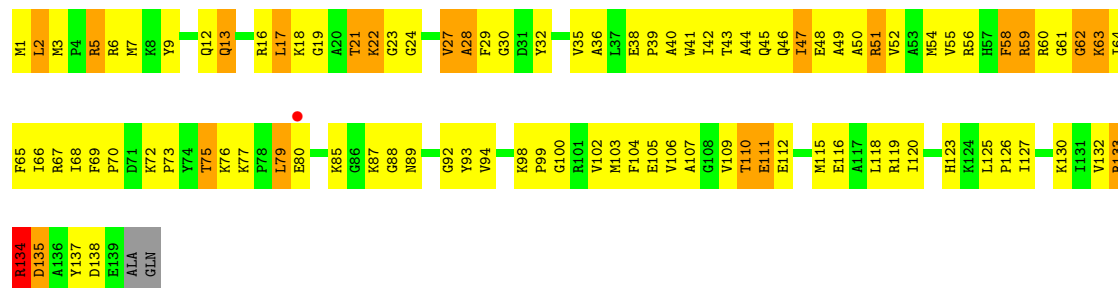 M1 L2 M3 P4 R5 R6 M7 K8 Y9 Q12 Q13 R16 L17 K18 G19 A20 T21 K22 G23 G24 V27 A28 F29 G30 D31 Y32 V35 A36 L37 E38 P39 A40 W41 I42 T43 A44 Q45 Q46 I47 E48 A49 A50 R51 V52 A53 M54 V55 R56 H57 F58 R59 R60 G61 G62 K63 I64
F65 I66 R67 I68 F69 P70 D71 K72 P73 Y74 T75 K76 K77 P78 L79 E80 K85 G86 K87 G88 N89 G92 Y93 V94 K98 P99 G100 R101 V102 M103 F104 E105 V106 A107 G108 V109 T110 E111 E112 M115 E116 A117 L118 R119 I120 H123 K124 L125 P126 I127 K130 I131 V132 R133
R134 D135 A136 Y137 D138 E139 ALA GLN